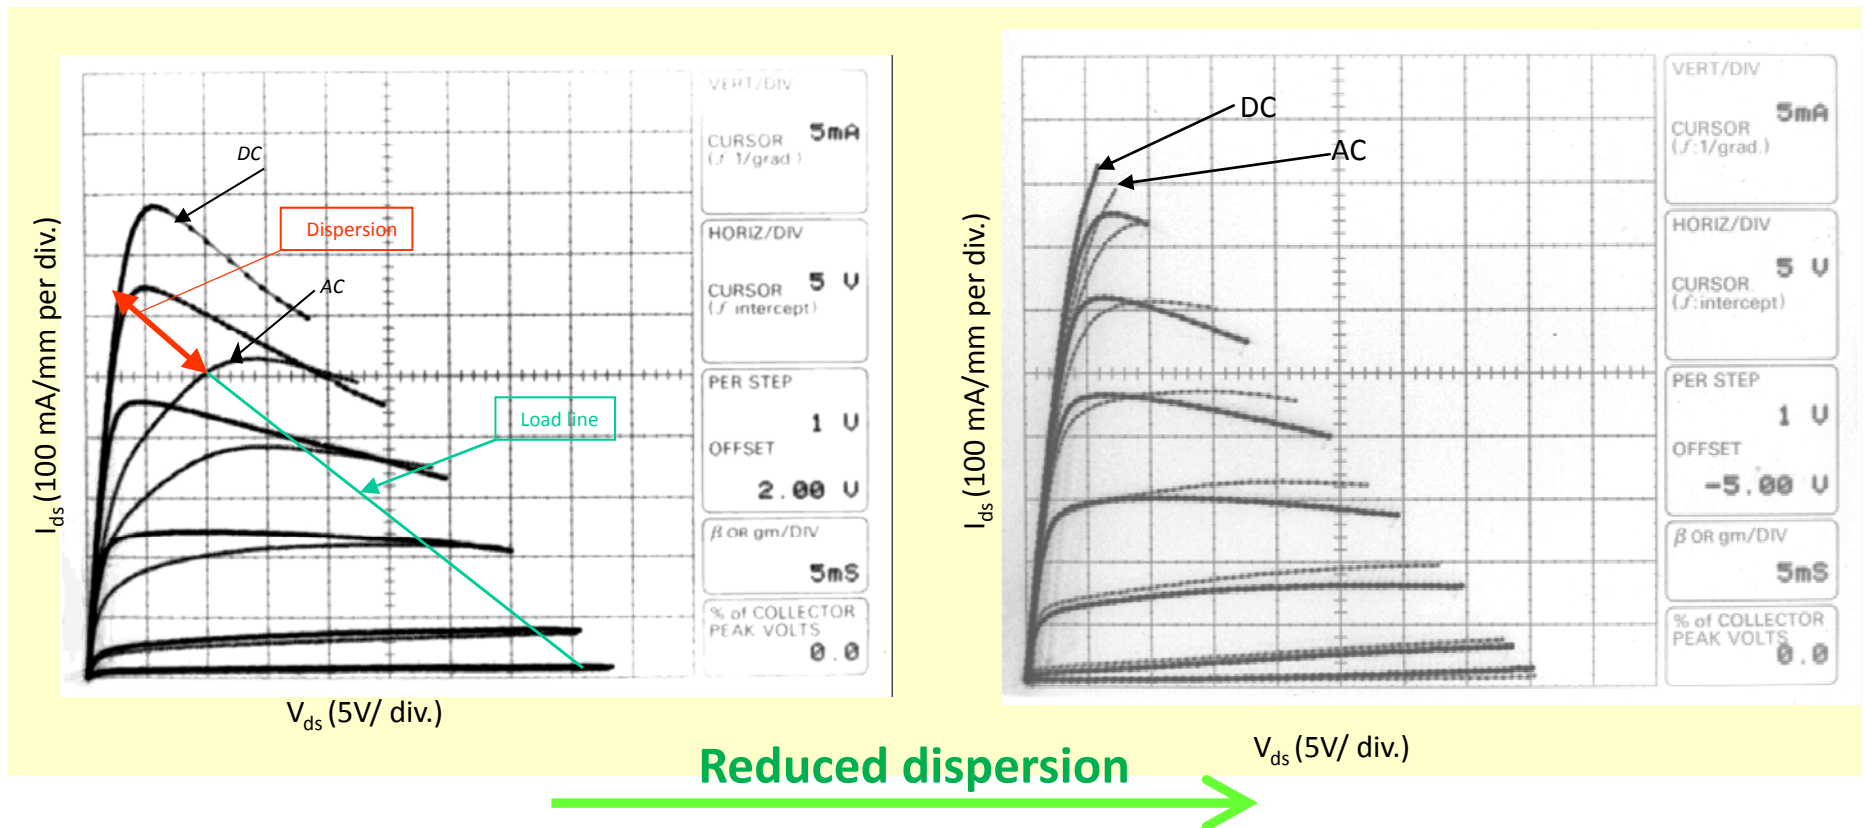 VERT/DIV
5mA
CURSOR
(ƒ 1/grad.)
HORIZ/DIV
5 V
CURSOR
(ƒ intercept)
PER STEP
1 V
OFFSET
2.00 V
β OR gm/DIV
5mS
% of COLLECTOR
PEAK VOLTS
0.0
DC
Dispersion
AC
Load line
Ids (100 mA/mm per div.)
Vds (5V/ div.)
VERT/DIV
5mA
CURSOR
(ƒ:1/grad.)
HORIZ/DIV
5 V
CURSOR
(ƒ:intercept)
PER STEP
1 V
OFFSET
-5.00 V
β OR gm/DIV
5mS
% of COLLECTOR
PEAK VOLTS
0.0
DC
AC
Ids (100 mA/mm per div.)
Vds (5V/ div.)
Reduced dispersion